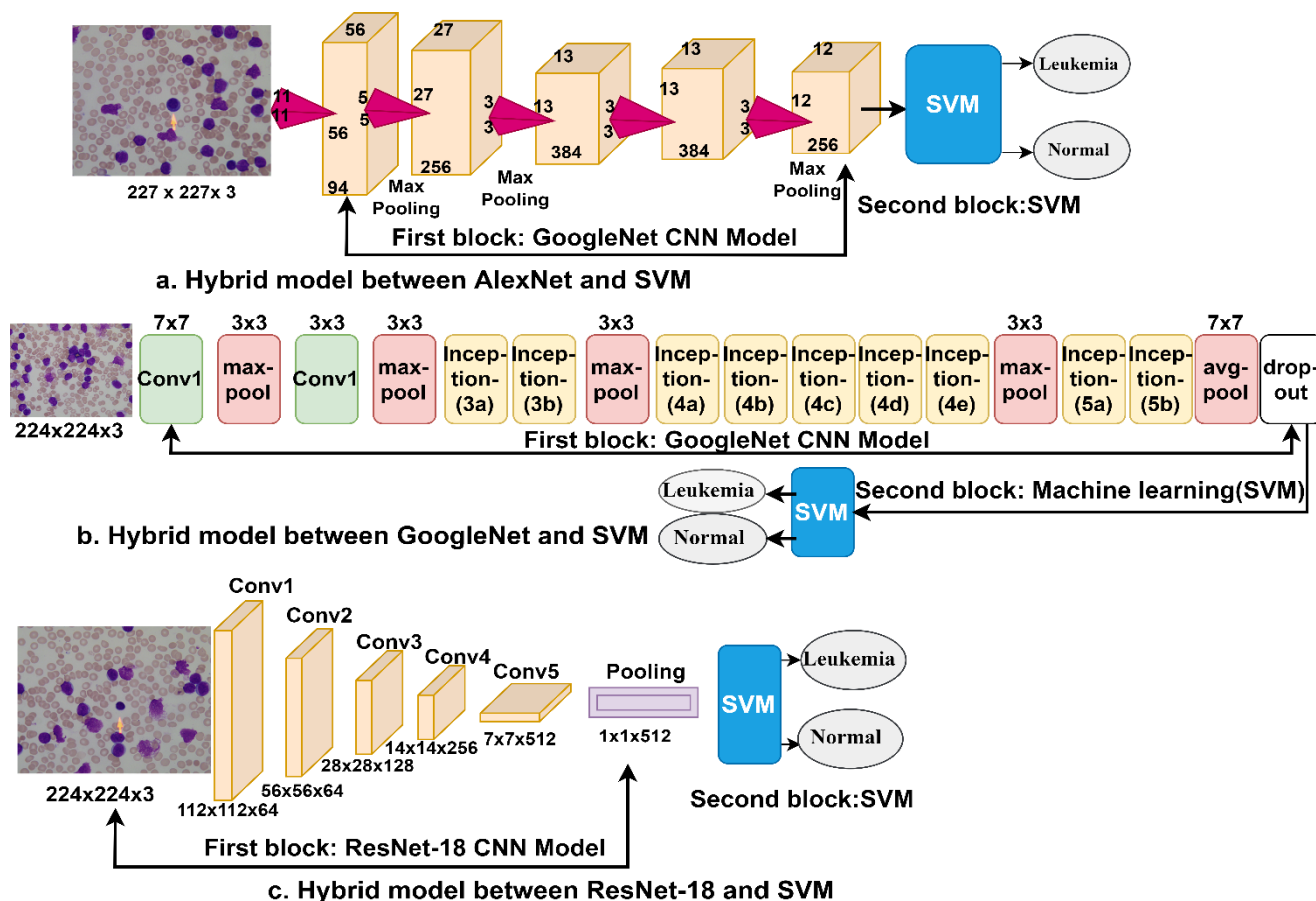 227 x 227x 3
11
11
56
56
94
5
5
Max
Pooling
27
27
256
3
3
Max
Pooling
13
13
384
3
3
13
13
384
3
3
12
12
256
Max
Pooling
SVM
Leukemia
Normal
Second block:SVM
First block: GoogleNet CNN Model
a. Hybrid model between AlexNet and SVM
224x224x3
7x7
Conv1
3x3
max-
pool
3x3
Conv1
3x3
max-
pool
Incep-
tion-
(3a)
Incep-
tion-
(3b)
3x3
max-
pool
Incep-
tion-
(4a)
Incep-
tion-
(4b)
Incep-
tion-
(4c)
Incep-
tion-
(4d)
Incep-
tion-
(4e)
3x3
max-
pool
Incep-
tion-
(5a)
Incep-
tion-
(5b)
7x7
avg-
pool
drop-
out
First block: GoogleNet CNN Model
Second block: Machine learning(SVM)
SVM
Leukemia
Normal
b. Hybrid model between GoogleNet and SVM
224x224x3
Conv1
112x112x64
Conv2
56x56x64
Conv3
28x28x128
Conv4
14x14x256
Conv5
7x7x512
Pooling
1x1x512
SVM
Leukemia
Normal
Second block:SVM
First block: ResNet-18 CNN Model
c. Hybrid model between ResNet-18 and SVM